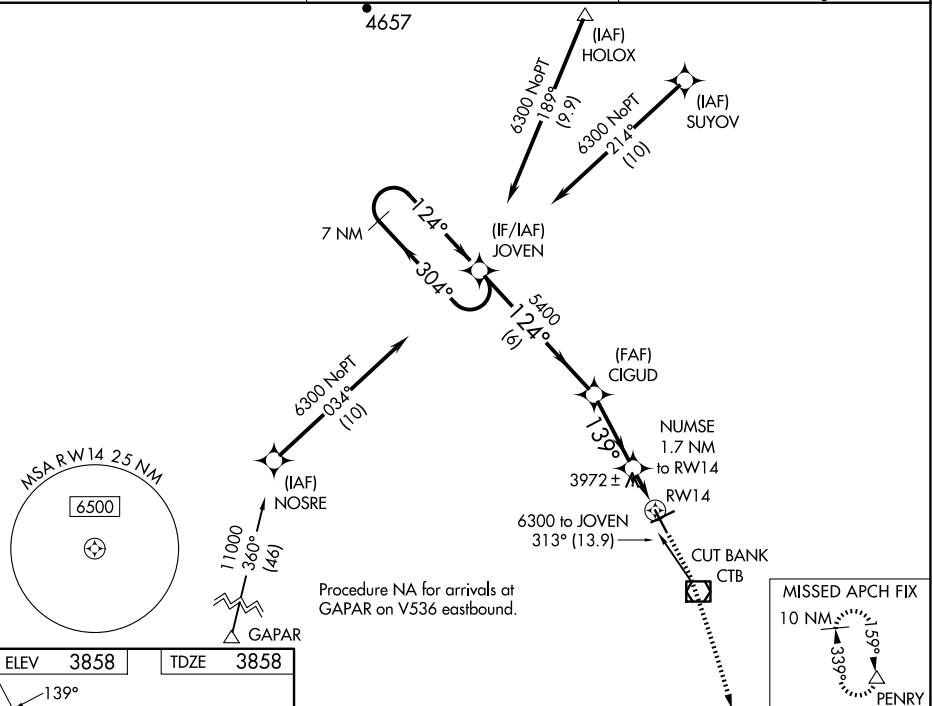 4657
(IAF)
HOLOX
6300 NoPT
189°
(9.9)
(IAF)
SUYOV
6300 NoPT
214°
(10)
7 NM
124°
304°
(IF/IAF)
JOVEN
5400
124°
(6)
(FAF)
CIGUD
139°
NUMSE
1.7 NM
to RW14
3972 ±
RW14
6300 to JOVEN
313° (13.9)
CUT BANK
CTB
6300 NoPT
034°
(10)
(IAF)
NOSRE
11000
360°
(46)
GAPAR
MSA RW14 25 NM
6500
Procedure NA for arrivals at
GAPAR on V536 eastbound.
MISSED APCH FIX
10 NM
159°
339°
PENRY
ELEV 3858
TDZE 3858
139°